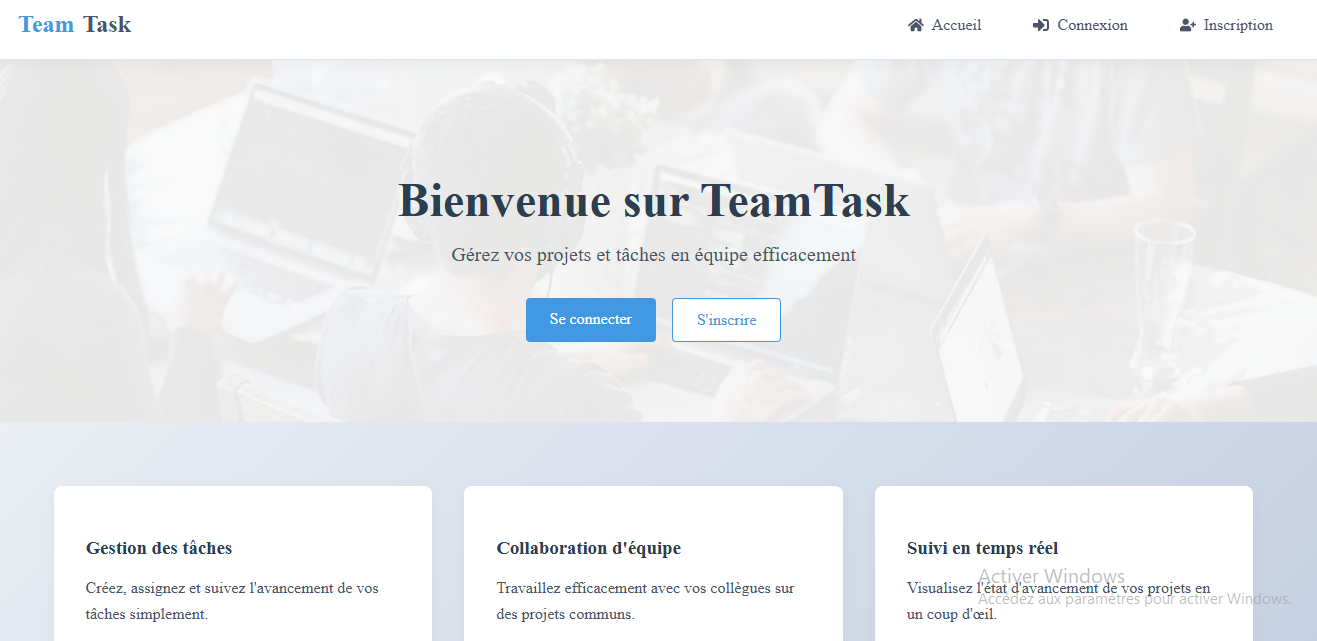 Team Task
Accueil
Connexion
Inscription
Bienvenue sur TeamTask
Gérez vos projets et tâches en équipe efficacement
Se connecter
S'inscrire
Gestion des tâches
Créez, assignez et suivez l'avancement de vos
tâches simplement.
Collaboration d'équipe
Travaillez efficacement avec vos collègues sur
des projets communs.
Suivi en temps réel
Visualisez l'état d'avancement de vos projets en
un coup d'œil.
Activer Windows
Accédez aux paramètres pour activer Windows.